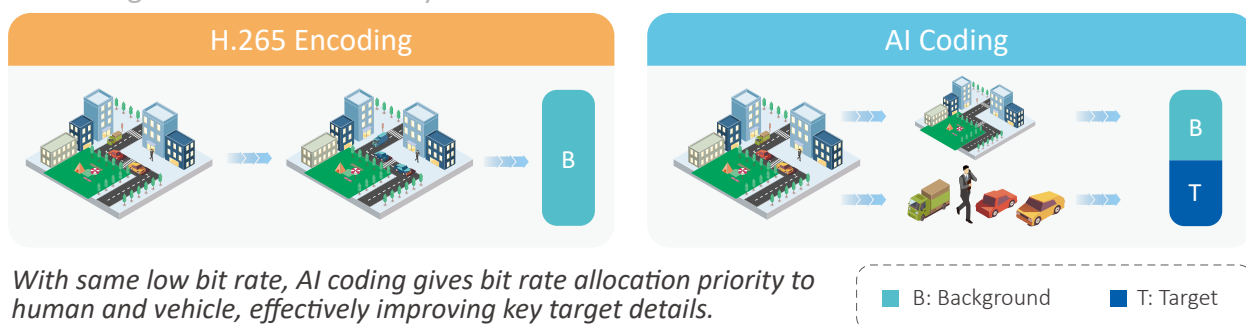 H.265 Encoding
AI Coding
B
B
T
With same low bit rate, AI coding gives bit rate allocation priority to
human and vehicle, effectively improving key target details.
B: Background
T: Target